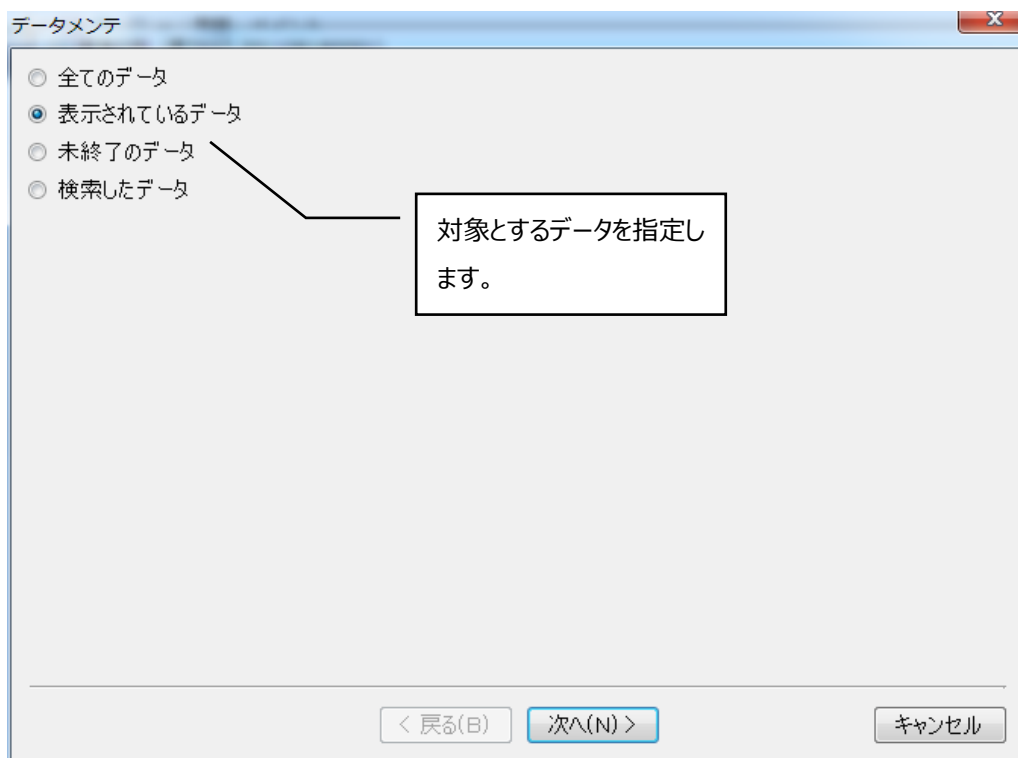 データメンテ
全てのデータ
表示されているデータ
未終了のデータ
検索したデータ
対象とするデータを指定し
ます。
< 戻る(B)
次へ(N) >
キャンセル